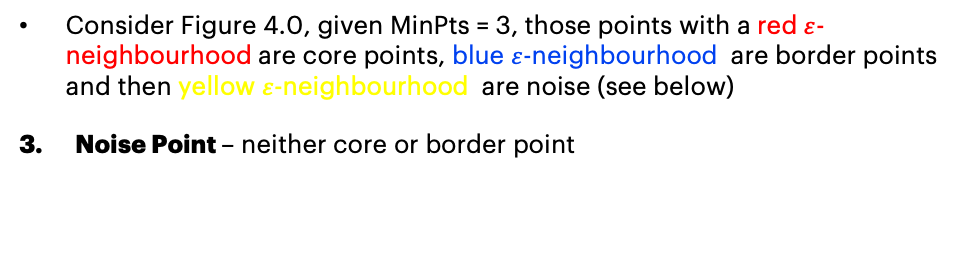 • Consider Figure 4.0, given MinPts = 3, those points with a red ε-
neighbourhood are core points, blue ε-neighbourhood are border points
and then yellow ε-neighbourhood are noise (see below)
3. Noise Point – neither core or border point